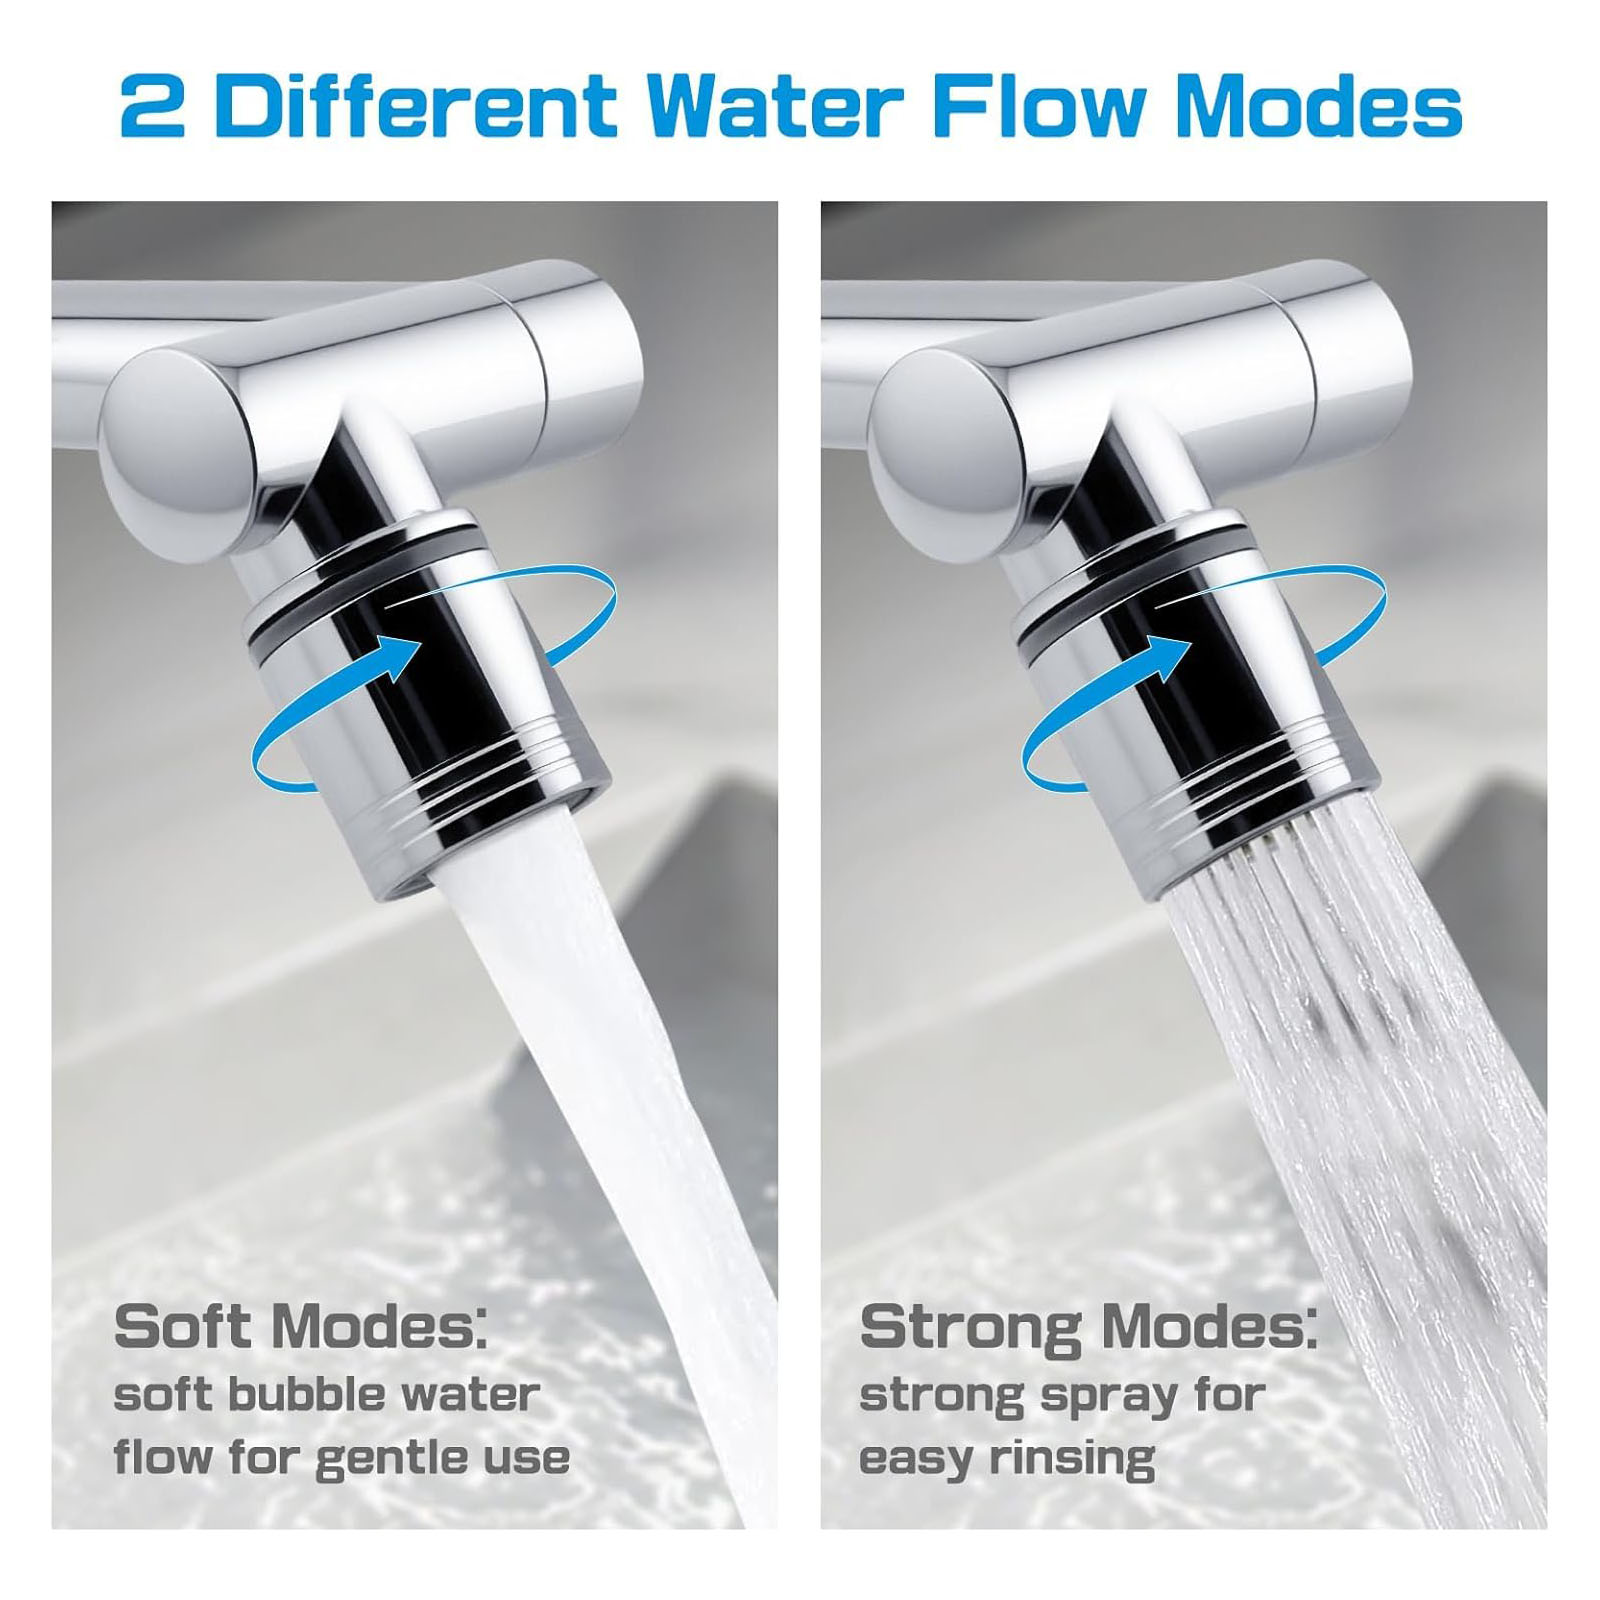 2 Different Water Flow Modes
Soft Modes:
soft bubble water
flow for gentle use
Strong Modes:
strong spray for
easy rinsing